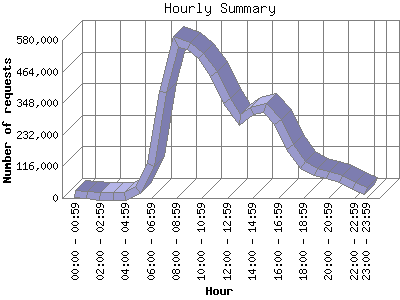 Hourly Summary
Number of requests
580,000
464,000
348,000
232,000
116,000
0
00:00 - 00:59
02:00 - 02:59
04:00 - 04:59
06:00 - 06:59
08:00 - 08:59
10:00 - 10:59
12:00 - 12:59
14:00 - 14:59
16:00 - 16:59
18:00 - 18:59
20:00 - 20:59
22:00 - 22:59
23:00 - 23:59
Hour